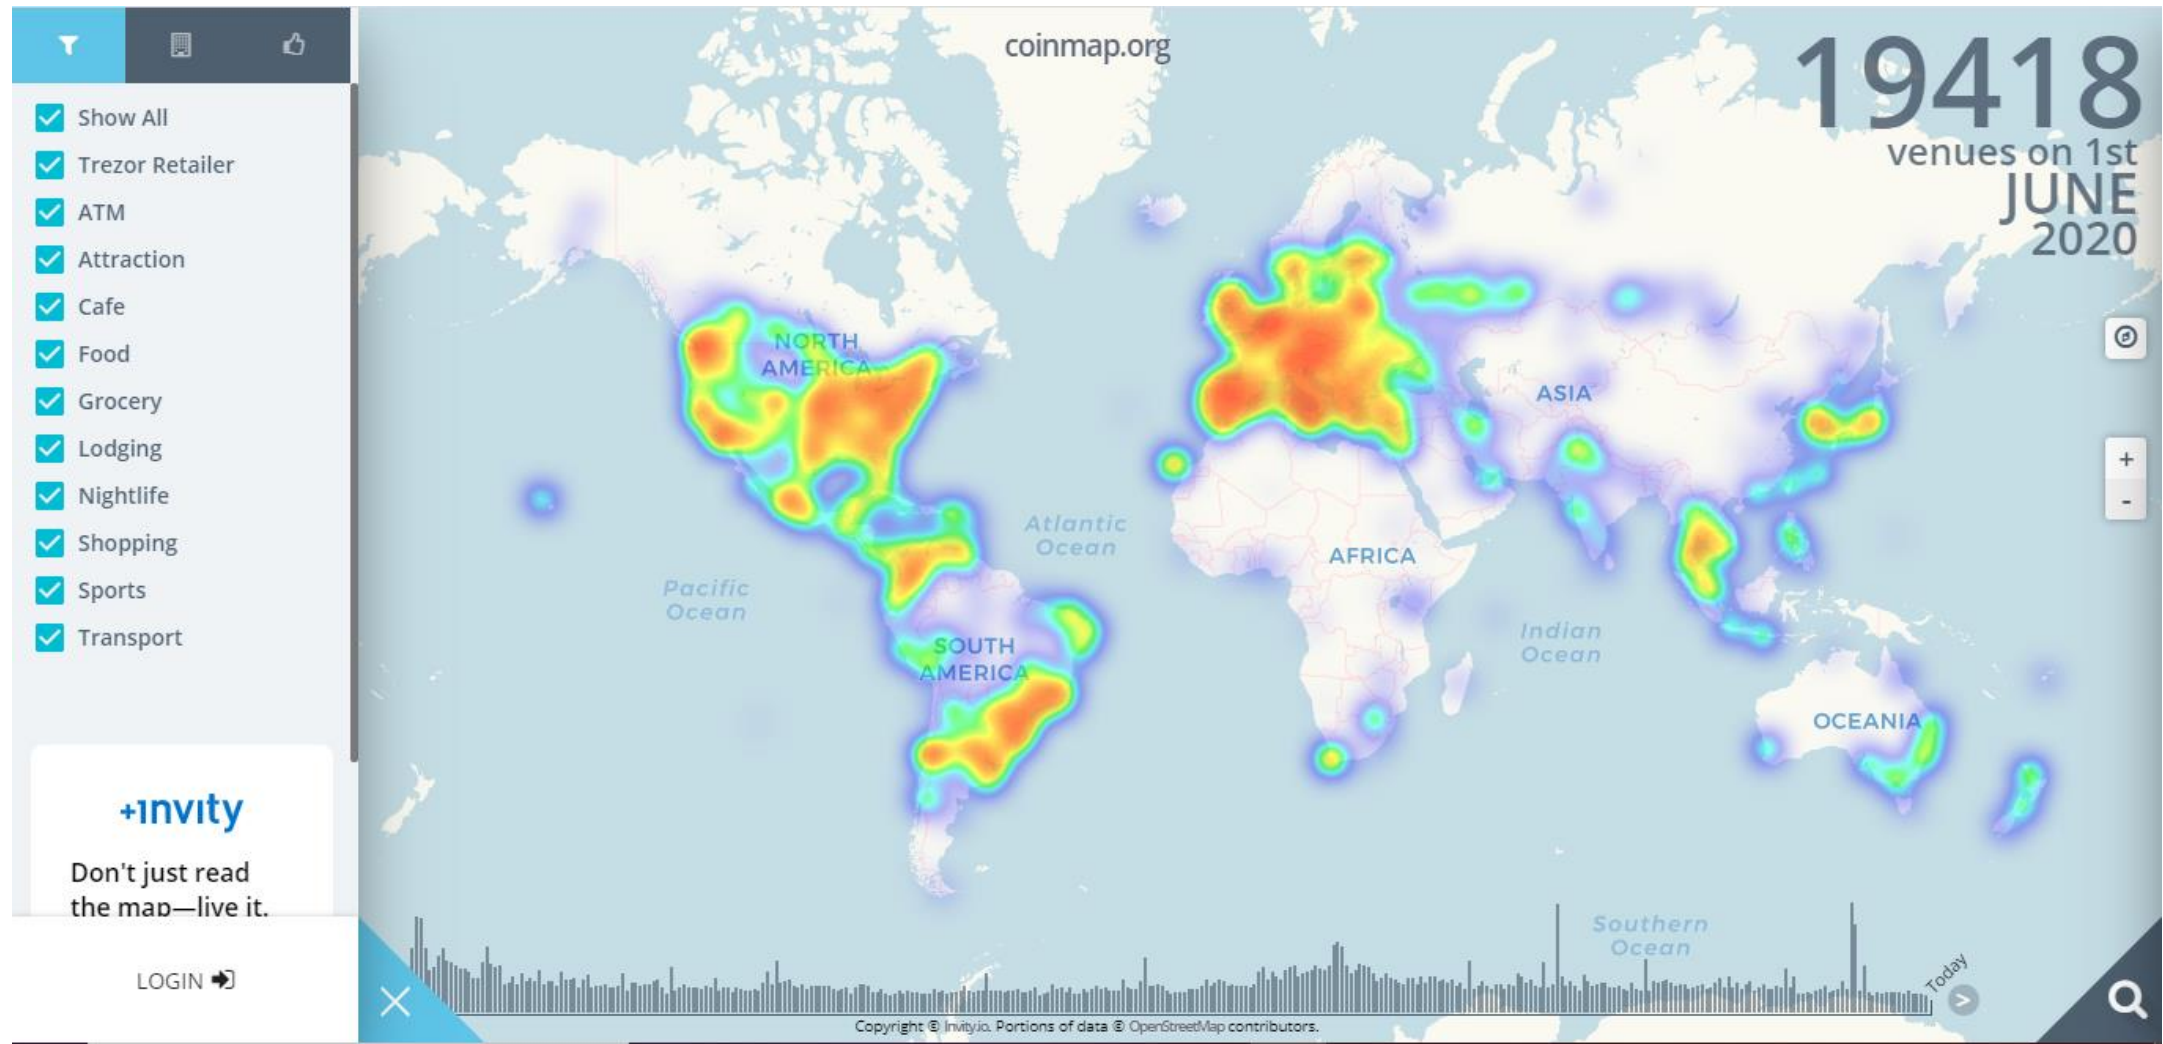 coinmap.org
19418
venues on 1st
JUNE
2020
Show All
Trezor Retailer
ATM
Attraction
Cafe
Food
Grocery
Lodging
Nightlife
Shopping
Sports
Transport
+invity
Don't just read
the map—live it.
LOGIN
NORTH
AMERICA
ASIA
Atlantic
Ocean
AFRICA
Pacific
Ocean
SOUTH
AMERICA
Indian
Ocean
OCEANIA
Southern
Ocean
Today
+
-
Copyright © Invity.io. Portions of data © OpenStreetMap contributors.